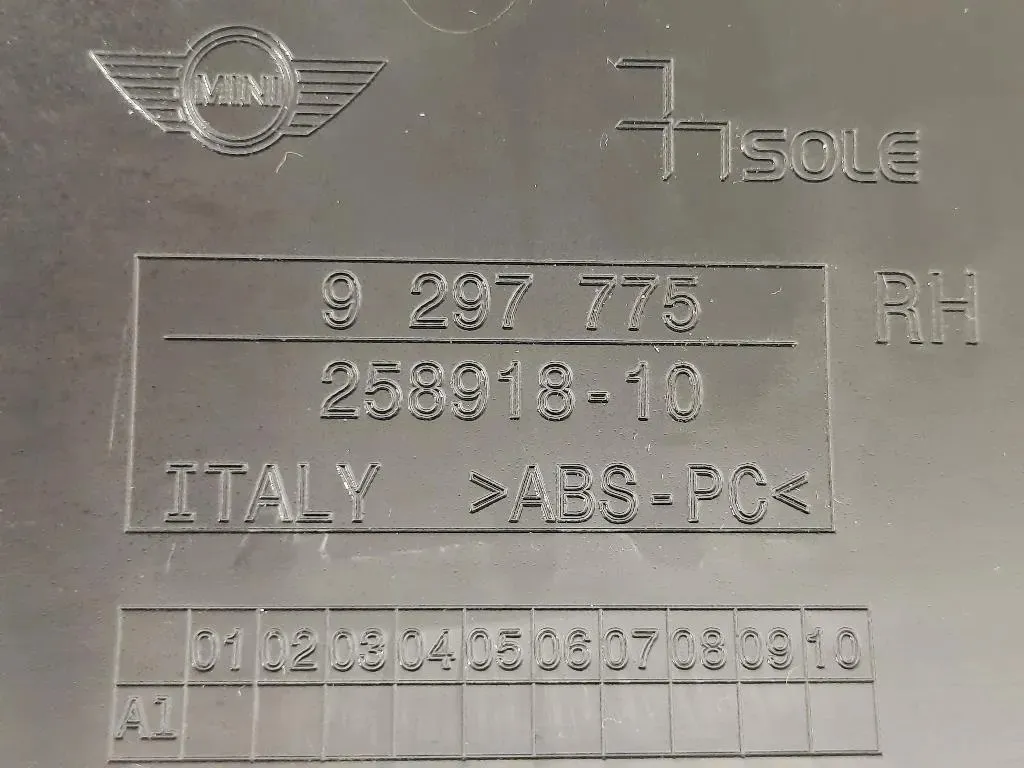 MINI
SOLE
9 297 775
RH
258918-10
ITALY >ABS-PC<
01 02 03 04 05 06 07 08 09 10
A1